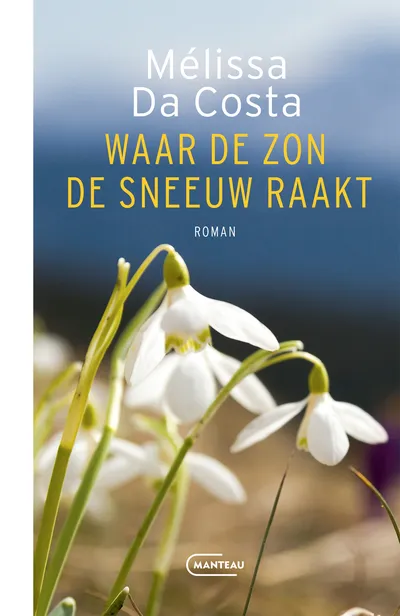 Mélissa
Da Costa
WAAR DE ZON
DE SNEEUW RAAKT
ROMAN
MANTEAU